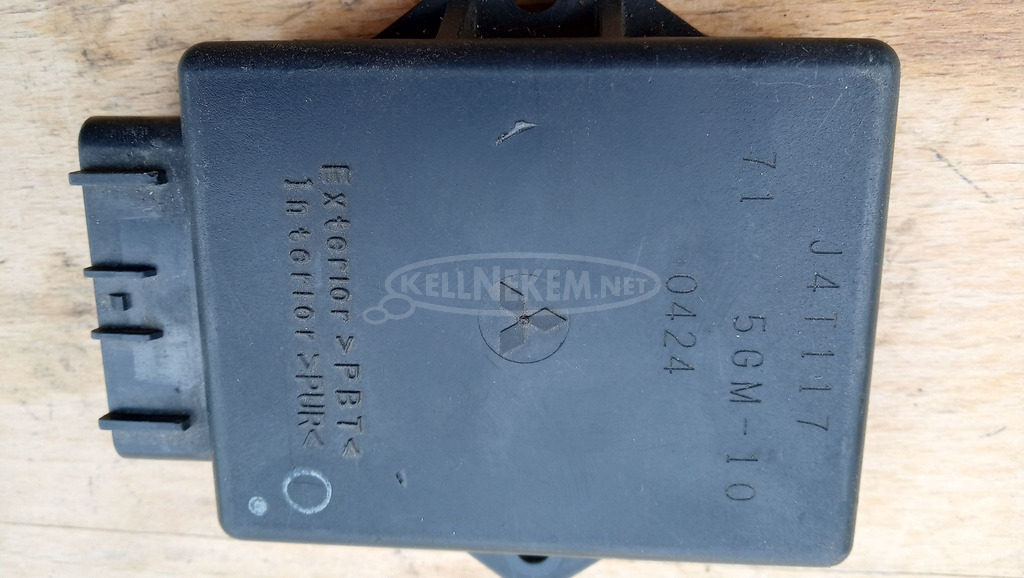 J4T117
71 5GM-10
0424
Exterior>PBT<
Interior>PUR<
KELLNEKEM.NET